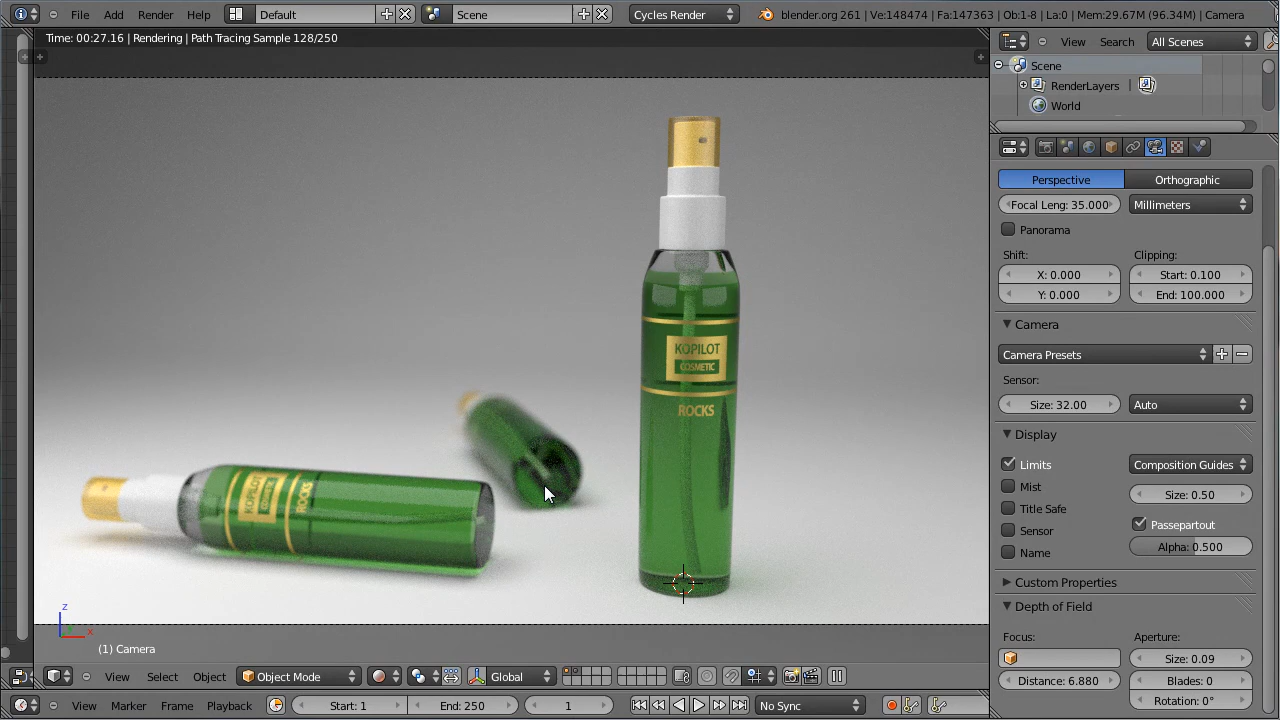 File Add Render Help Default Scene Cycles Render blender.org 261 | Ve:148474 | Fa:147363 | Ob:1-8 | La:0 | Mem:29.67M (96.34M) | Camera
Time: 00:27.16 | Rendering | Path Tracing Sample 128/250
View Search All Scenes
Scene
RenderLayers |
World
Perspective Orthographic
Focal Len: 35.000 Millimeters
Panorama
Shift: Clipping:
X: 0.000 Start: 0.100
Y: 0.000 End: 100.000
Camera
Camera Presets
Sensor:
Size: 32.00 Auto
Display
Limits Composition Guides
Mist Size: 0.50
Title Safe
Sensor Passepartout
Name Alpha: 0.500
Custom Properties
Depth of Field
Focus: Aperture:
Size: 0.09
Distance: 6.880 Blades: 0
Rotation: 0°
KOPILOT
COSMETIC
ROCKS
KOPILOT
COSMETIC
ROCKS
z
x
(1) Camera
View Select Object Object Mode Global
View Marker Frame Playback Start: 1 End: 250 1 No Sync